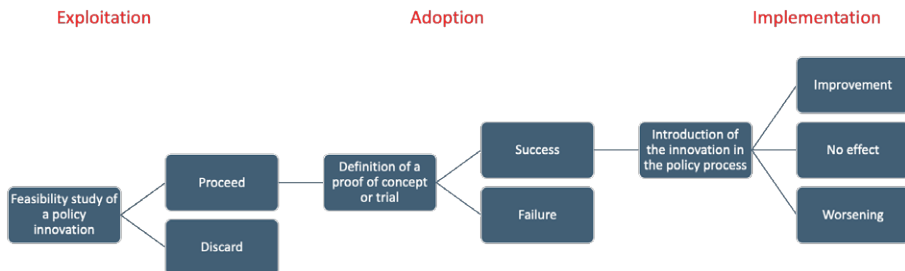 Exploitation
Adoption
Implementation
Feasibility study of
a policy
innovation
Proceed
Discard
Definition of a
proof of concept
or trial
Success
Failure
Introduction of
the innovation in
the policy process
Improvement
No effect
Worsening